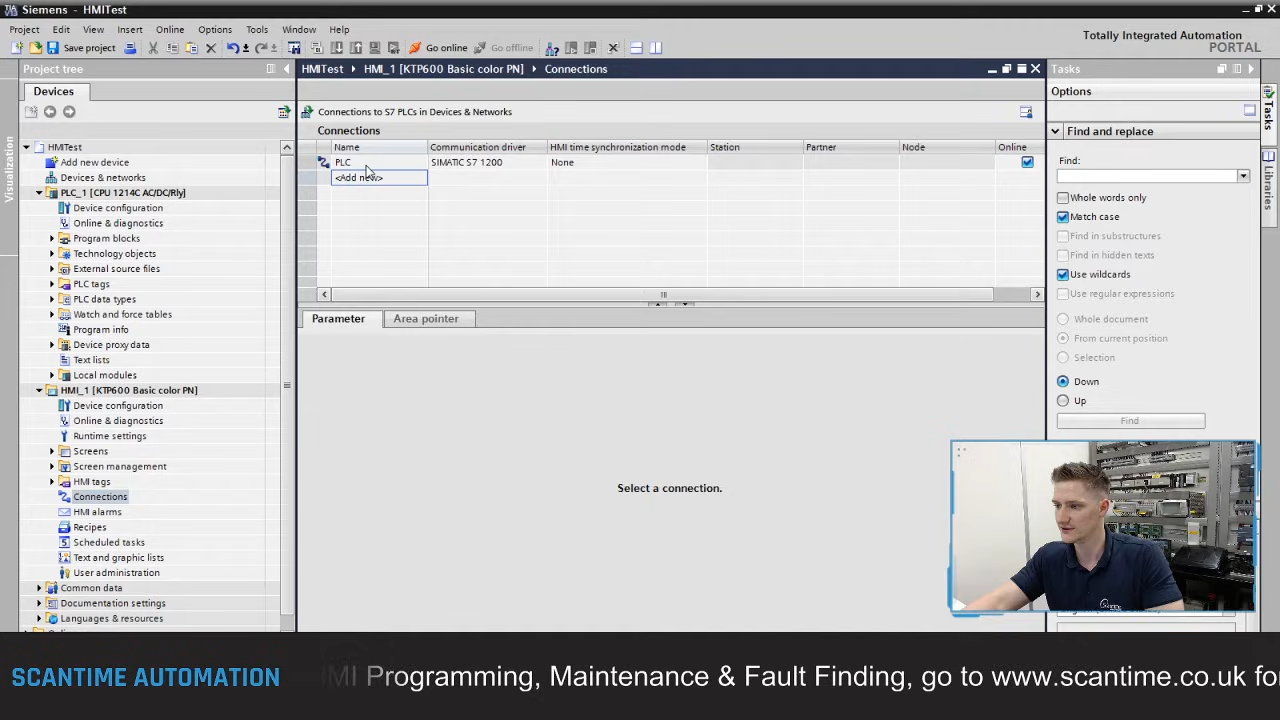 Siemens - HMITest
Project Edit View Insert Online Options Tools Window Help
Totally Integrated Automation
PORTAL
Save project
Go online
Go offline
Project tree
Devices
Visualization
HMITest
Add new device
Devices & networks
PLC_1 [CPU 1214C AC/DC/Rly]
Device configuration
Online & diagnostics
Program blocks
Technology objects
External source files
PLC tags
PLC data types
Watch and force tables
Program info
Device proxy data
Text lists
Local modules
HMI_1 [KTP600 Basic color PN]
Device configuration
Online & diagnostics
Runtime settings
Screens
Screen management
HMI tags
Connections
HMI alarms
Recipes
Scheduled tasks
Text and graphic lists
User administration
Common data
Documentation settings
Languages & resources
HMITest HMI_1 [KTP600 Basic color PN] Connections
Connections to S7 PLCs in Devices & Networks
Connections
Name Communication driver HMI time synchronization mode Station Partner Node Online
PLC SIMATIC S7 1200 None
<Add new>
Parameter Area pointer
Select a connection.
Tasks
Options
Find and replace
Find:
Whole words only
Match case
Find in substructures
Find in hidden texts
Use wildcards
Use regular expressions
Whole document
From current position
Selection
Down
Up
Find
Tasks
Libraries
SCANTIME AUTOMATION
MI Programming, Maintenance & Fault Finding, go to www.scantime.co.uk for